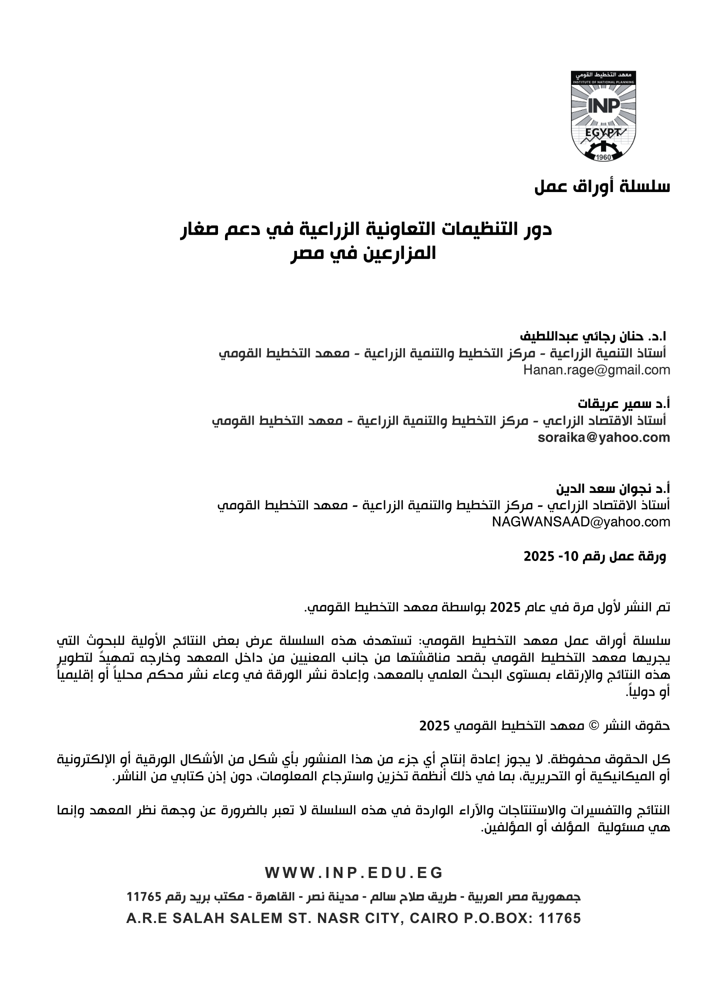 معهد التخطيط القومي
INSTITUTE OF NATIONAL PLANNING
INP
EGYPT
1960
سلسلة أوراق عمل
دور التنظيمات التعاونية الزراعية في دعم صغار
المزارعين في مصر
ا.د. حنان رجائي عبداللطيف
أستاذ التنمية الزراعية - مركز التخطيط والتنمية الزراعية - معهد التخطيط القومي
Hanan.rage@gmail.com
أ.د سمير عريقات
أستاذ الاقتصاد الزراعي - مركز التخطيط والتنمية الزراعية - معهد التخطيط القومي
soraika@yahoo.com
أ.د نجوان سعد الدين
أستاذ الاقتصاد الزراعي - مركز التخطيط والتنمية الزراعية - معهد التخطيط القومي
NAGWANSAAD@yahoo.com
ورقة عمل رقم 10- 2025
تم النشر لأول مرة في عام 2025 بواسطة معهد التخطيط القومي.
سلسلة أوراق عمل معهد التخطيط القومي: تستهدف هذه السلسلة عرض بعض النتائج الأولية للبحوث التي
يجريها معهد التخطيط القومي بقصد مناقشتها من جانب المعنيين من داخل المعهد وخارجه تمهيدً لتطوير
هذه النتائج والإرتقاء بمستوى البحث العلمي بالمعهد، وإعادة نشر الورقة في وعاء نشر محكم محلياً أو إقليمياً
أو دولياً.
حقوق النشر © معهد التخطيط القومي 2025
كل الحقوق محفوظة. لا يجوز إعادة إنتاج أي جزء من هذا المنشور بأي شكل من الأشكال الورقية أو الإلكترونية
أو الميكانيكية أو التحريرية، بما في ذلك أنظمة تخزين واسترجاع المعلومات، دون إذن كتابي من الناشر.
النتائج والتفسيرات والاستنتاجات والآراء الواردة في هذه السلسلة لا تعبر بالضرورة عن وجهة نظر المعهد وإنما
هي مسئولية المؤلف أو المؤلفين.
WWW.INP.EDU.EG
جمهورية مصر العربية - طريق صلاح سالم - مدينة نصر - القاهرة - مكتب بريد رقم 11765
A.R.E SALAH SALEM ST. NASR CITY, CAIRO P.O.BOX: 11765